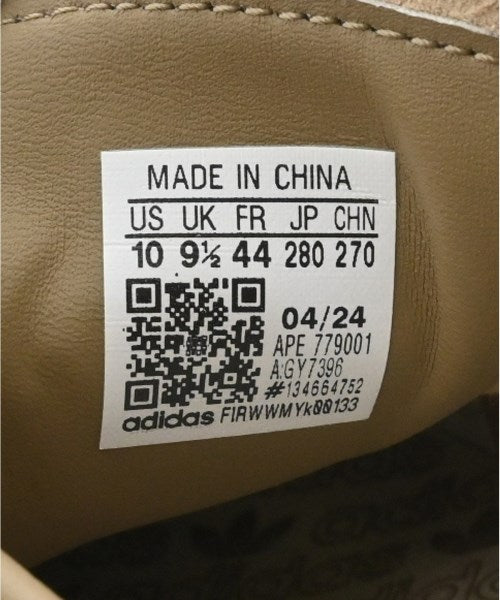 MADE IN CHINA
US UK FR JP CHN
10 9½ 44 280 270
04/24
APE 779001
A:GY7396
#134664752
adidas FIRWWMYk00133